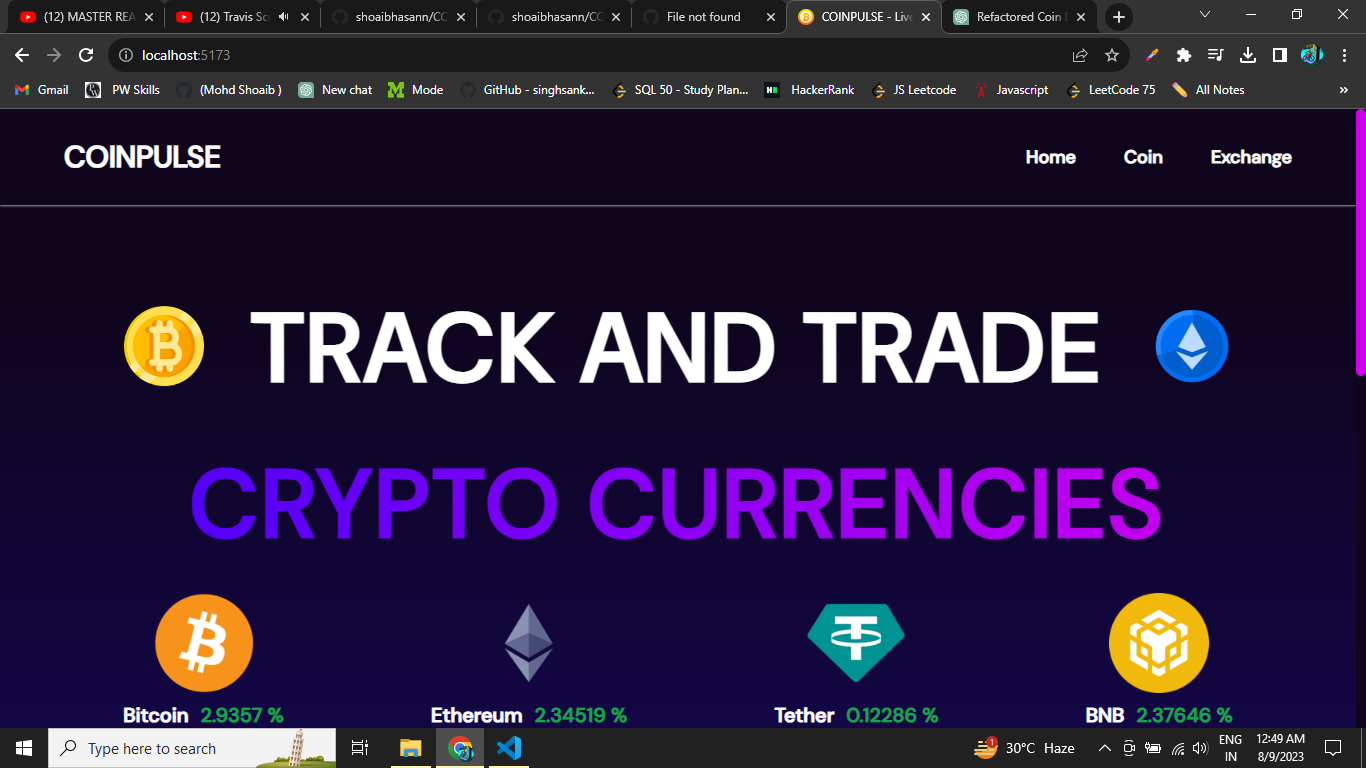 (12) MASTER REA
(12) Travis Sc
shoaibhasann/CO
shoaibhasann/CO
File not found
COINPULSE - Live
Refactored Coin
localhost:5173
Gmail
PW Skills
(Mohd Shoaib )
New chat
Mode
GitHub - singhsank...
SQL 50 - Study Plan...
HackerRank
JS Leetcode
Javascript
LeetCode 75
All Notes
»
COINPULSE
Home
Coin
Exchange
TRACK AND TRADE
CRYPTO CURRENCIES
Bitcoin 2.9357 %
Ethereum 2.34519 %
Tether 0.12286 %
BNB 2.37646 %
Type here to search
1
30°C Haze
ENG
IN
12:49 AM
8/9/2023